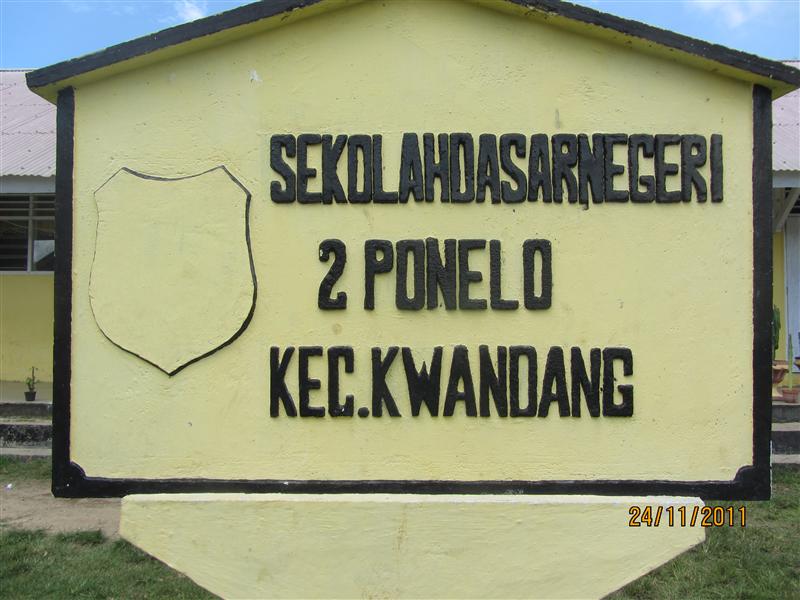 SEKOLAHDASARNEGERI
2 PONELO
KEC.KWANDANG
24/11/2011